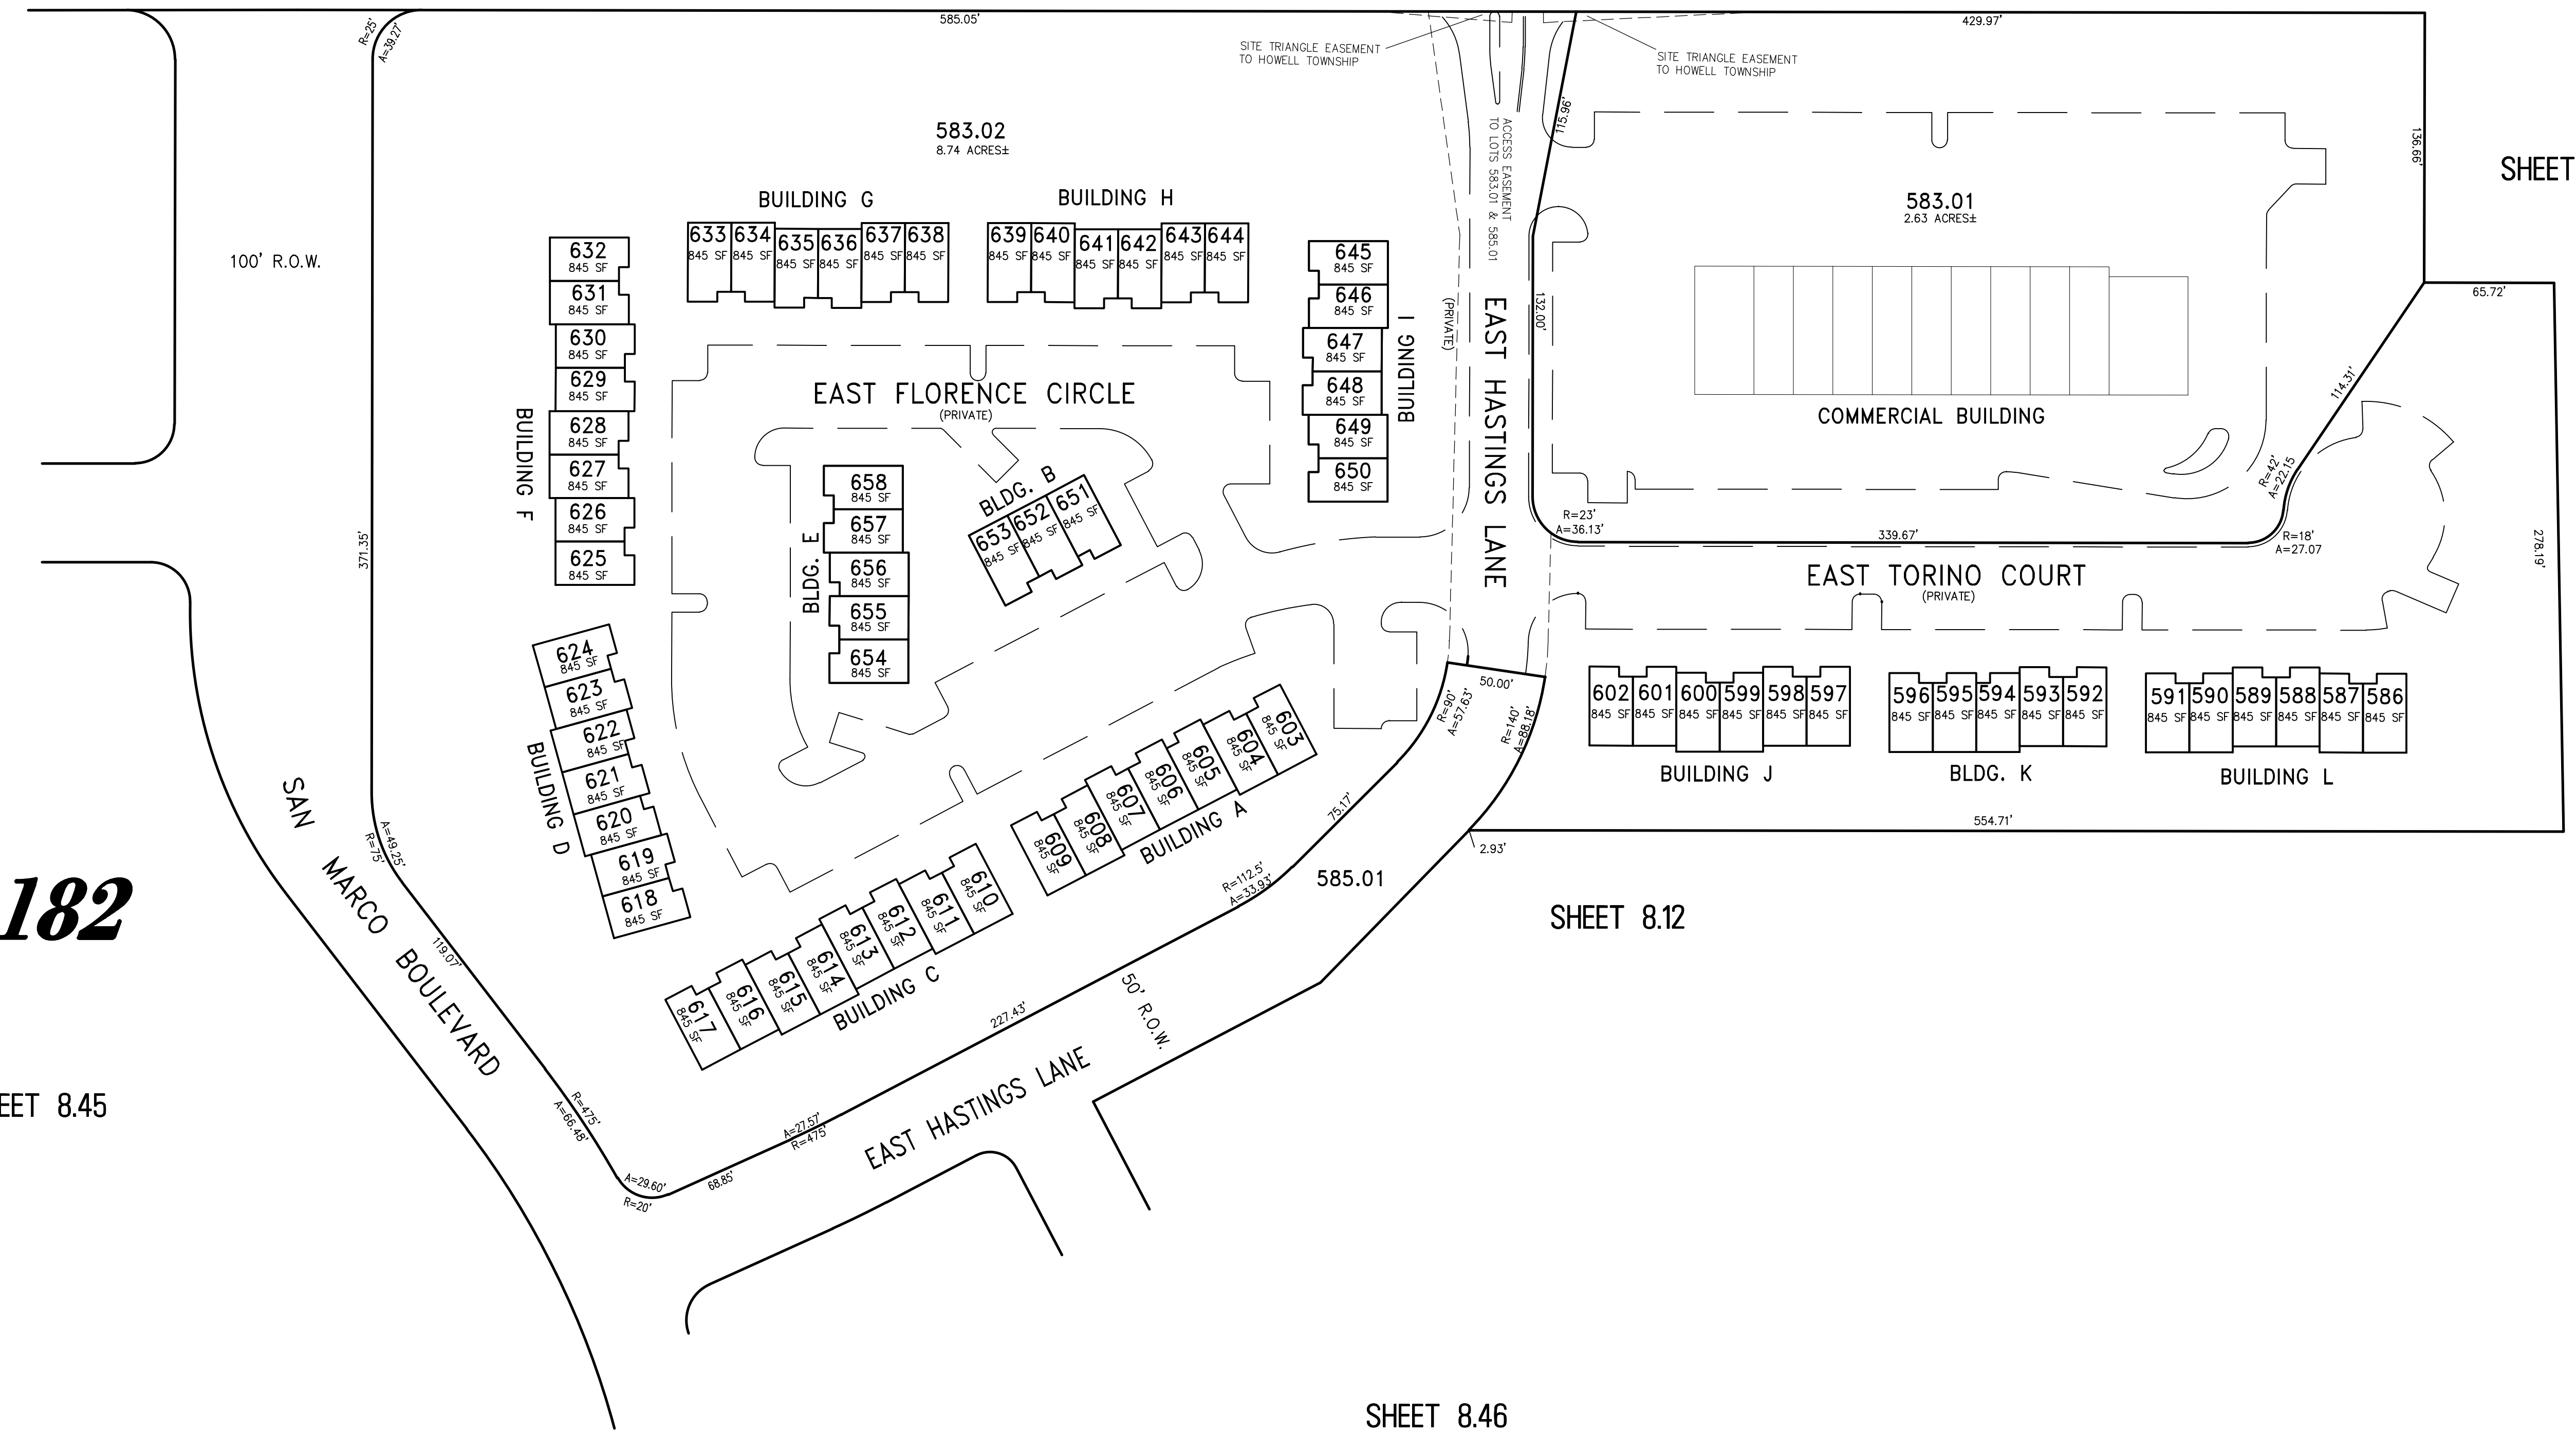 585.05'
429.97'
R=25'
A=39.27'
SITE TRIANGLE EASEMENT
TO HOWELL TOWNSHIP
SITE TRIANGLE EASEMENT
TO HOWELL TOWNSHIP
115.96'
ACCESS EASEMENT
TO LOTS 583.01 & 585.01
583.02
8.74 ACRES±
136.66'
SHEET
583.01
2.63 ACRES±
BUILDING G
BUILDING H
633
845 SF
634
845 SF
635
845 SF
636
845 SF
637
845 SF
638
845 SF
639
845 SF
640
845 SF
641
845 SF
642
845 SF
643
845 SF
644
845 SF
100' R.O.W.
632
845 SF
631
845 SF
630
845 SF
629
845 SF
628
845 SF
627
845 SF
626
845 SF
625
845 SF
BUILDING F
645
845 SF
646
845 SF
647
845 SF
648
845 SF
649
845 SF
650
845 SF
BUILDING I
(PRIVATE)
EAST HASTINGS LANE
132.00'
65.72'
114.31'
COMMERCIAL BUILDING
EAST FLORENCE CIRCLE
(PRIVATE)
BLDG. B
653
845 SF
652
845 SF
651
845 SF
BLDG. E
658
845 SF
657
845 SF
656
845 SF
655
845 SF
654
845 SF
R=42'
A=22.15
R=23'
A=36.13'
339.67'
R=18'
A=27.07
278.19'
371.35'
EAST TORINO COURT
(PRIVATE)
624
845 SF
623
845 SF
622
845 SF
621
845 SF
620
845 SF
619
845 SF
618
845 SF
BUILDING D
50.00'
R=90'
A=57.63'
R=140'
A=88.18'
602
845 SF
601
845 SF
600
845 SF
599
845 SF
598
845 SF
597
845 SF
BUILDING J
596
845 SF
595
845 SF
594
845 SF
593
845 SF
592
845 SF
BLDG. K
591
845 SF
590
845 SF
589
845 SF
588
845 SF
587
845 SF
586
845 SF
BUILDING L
603
845 SF
604
845 SF
605
845 SF
606
845 SF
607
845 SF
608
845 SF
609
845 SF
BUILDING A
75.17'
554.71'
2.93'
R=112.5'
A=33.93'
585.01
A=49.25'
R=75'
SAN MARCO BOULEVARD
182
119.07'
610
845 SF
611
845 SF
612
845 SF
613
845 SF
614
845 SF
615
845 SF
616
845 SF
617
845 SF
BUILDING C
SHEET 8.12
227.43'
50' R.O.W.
EAST HASTINGS LANE
EET 8.45
R=475'
A=66.48'
A=27.57'
R=475'
A=29.60'
R=20'
68.85'
SHEET 8.46